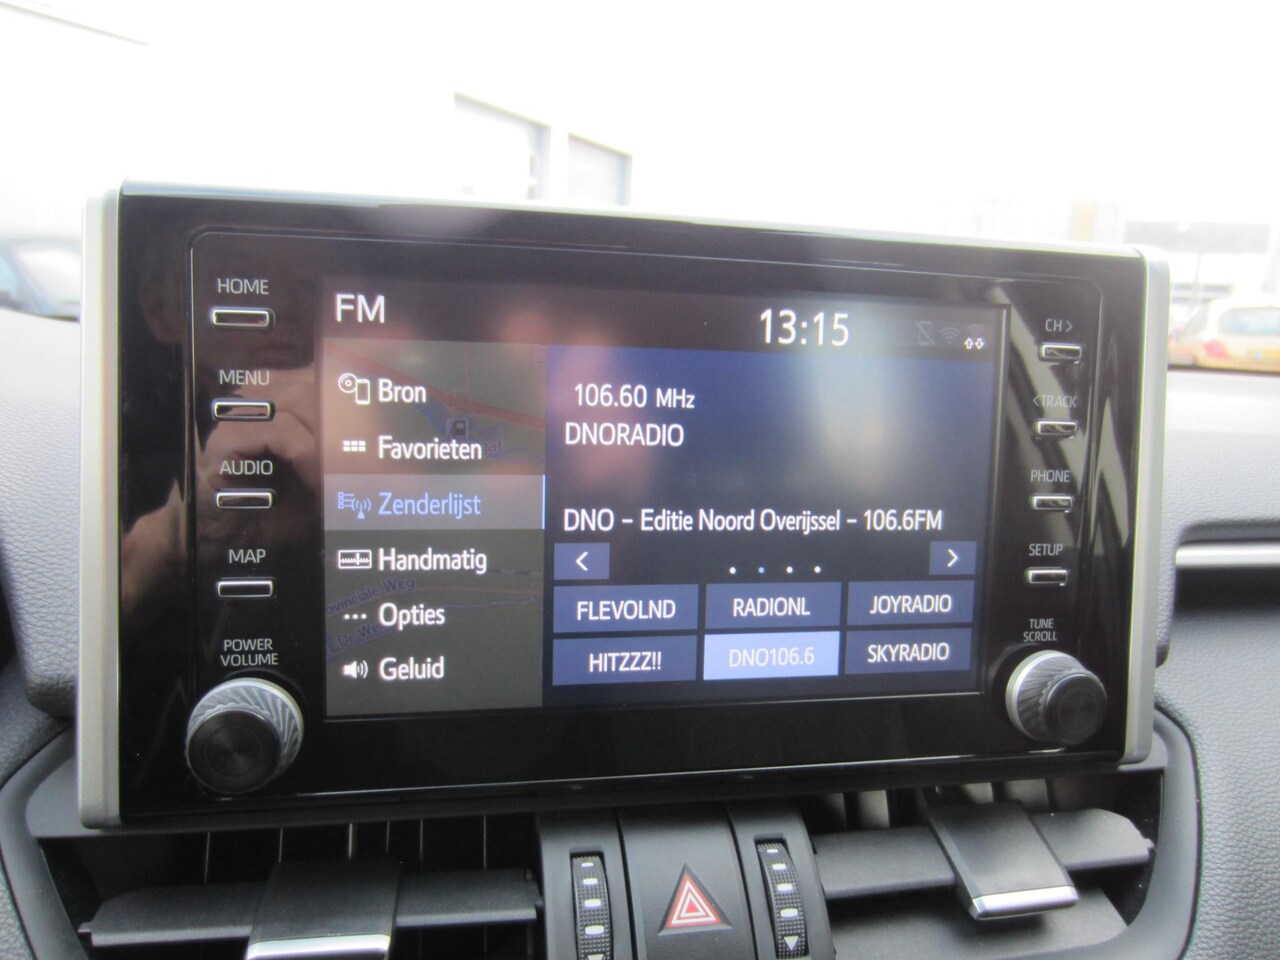 HOME
MENU
AUDIO
MAP
POWER
VOLUME
FM
13:15
Bron
Favorieten
Zenderlijst
Handmatig
Opties
Geluid
106.60 MHz
DNORADIO
DNO - Editie Noord Overijssel - 106.6FM
< >
FLEVOLND RADIONL JOYRADIO
HITZZZ!! DNO106.6 SKYRADIO
CH >
< TRACK
PHONE
SETUP
TUNE
SCROLL